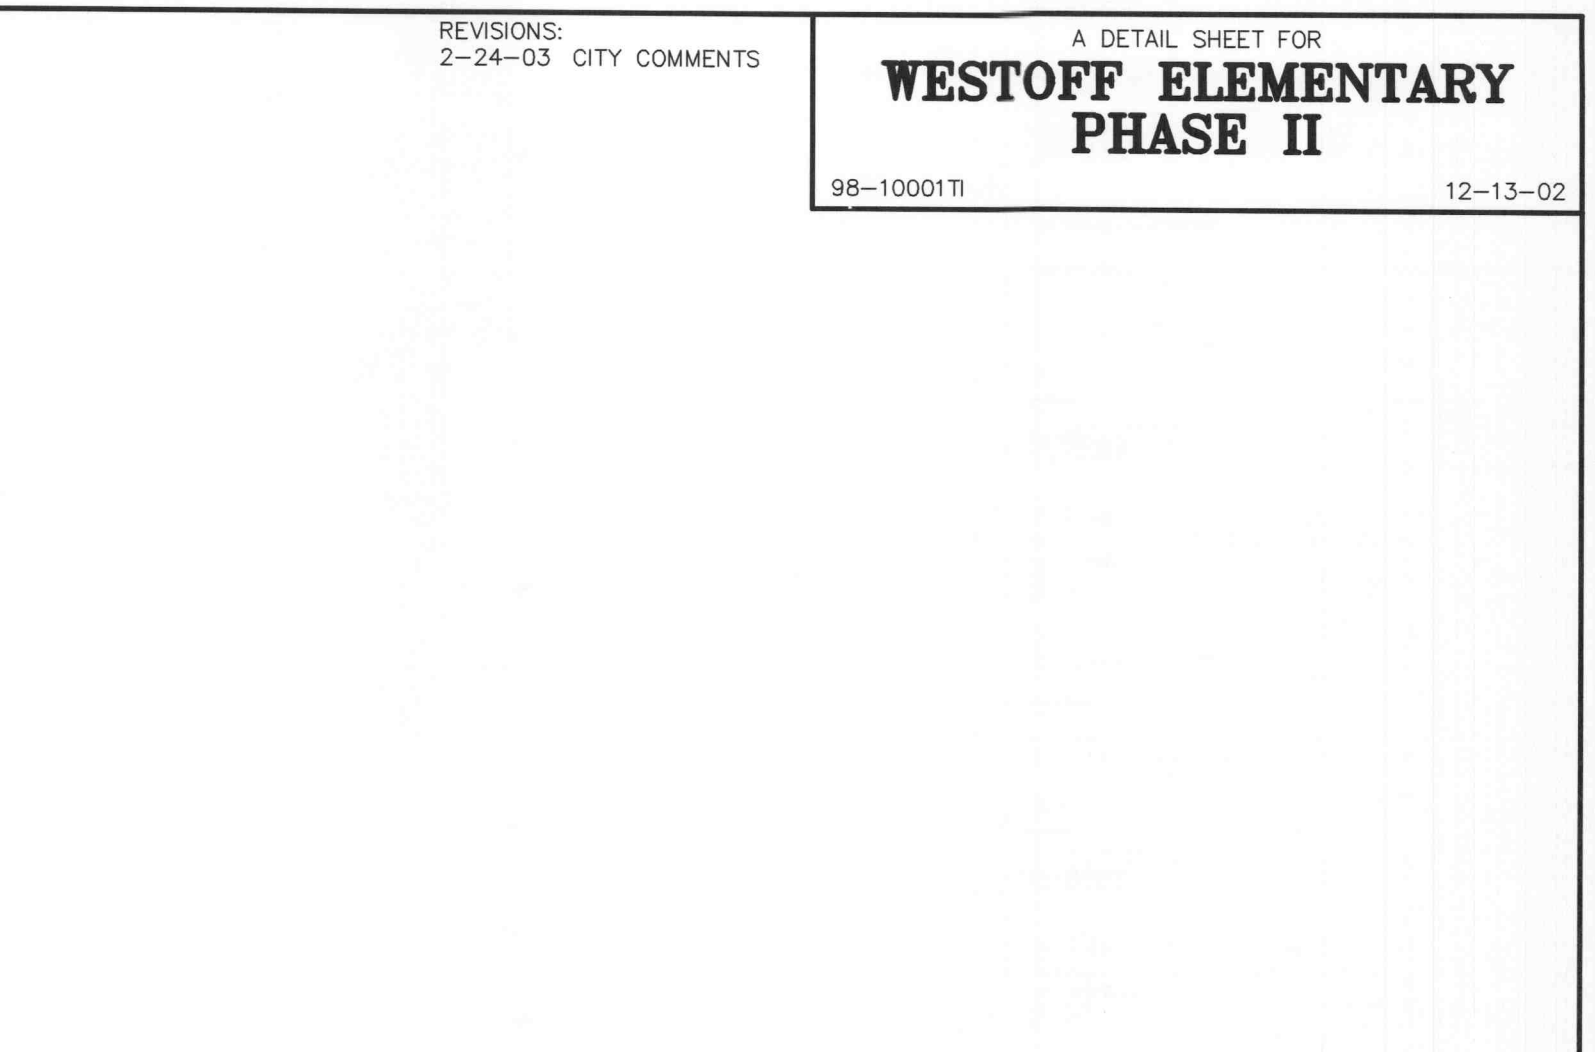 REVISIONS:
2-24-03 CITY COMMENTS
A DETAIL SHEET FOR
WESTOFF ELEMENTARY
PHASE II
98-10001TI
12-13-02